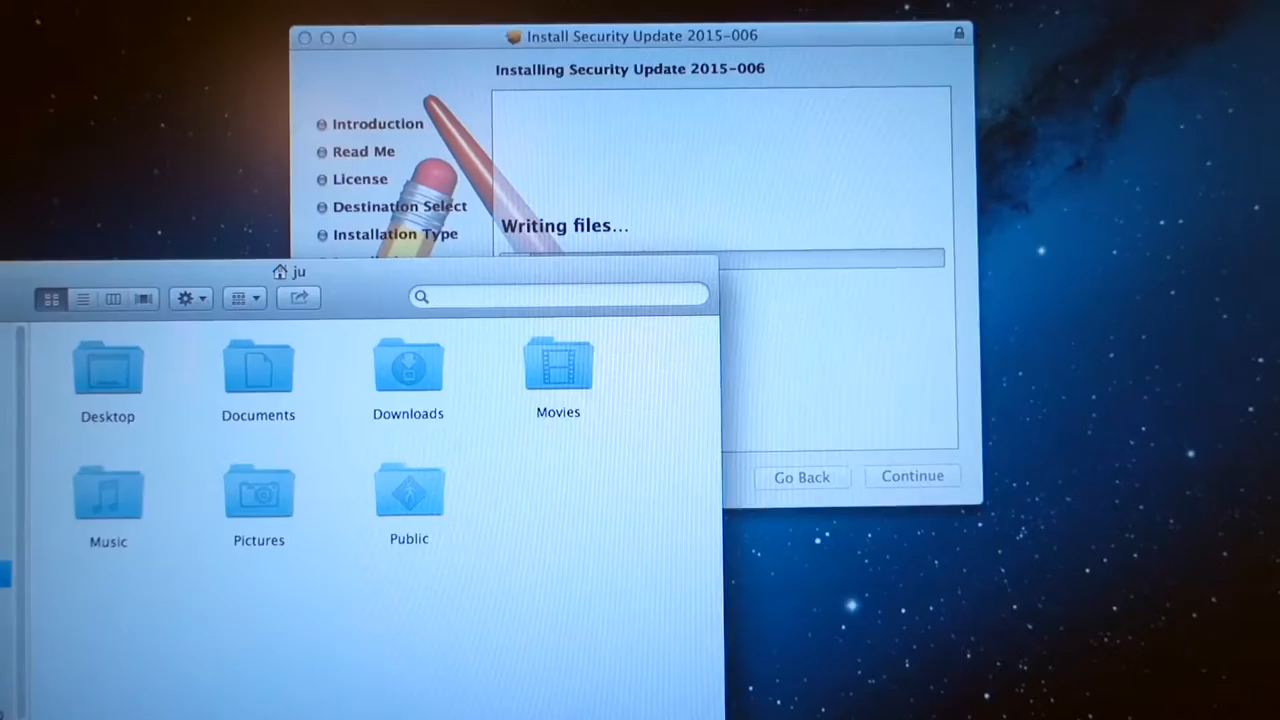 Install Security Update 2015-006
Installing Security Update 2015-006
Introduction
Read Me
License
Destination Select
Installation Type
Writing files...
Go Back
Continue
ju
Desktop
Documents
Downloads
Movies
Music
Pictures
Public